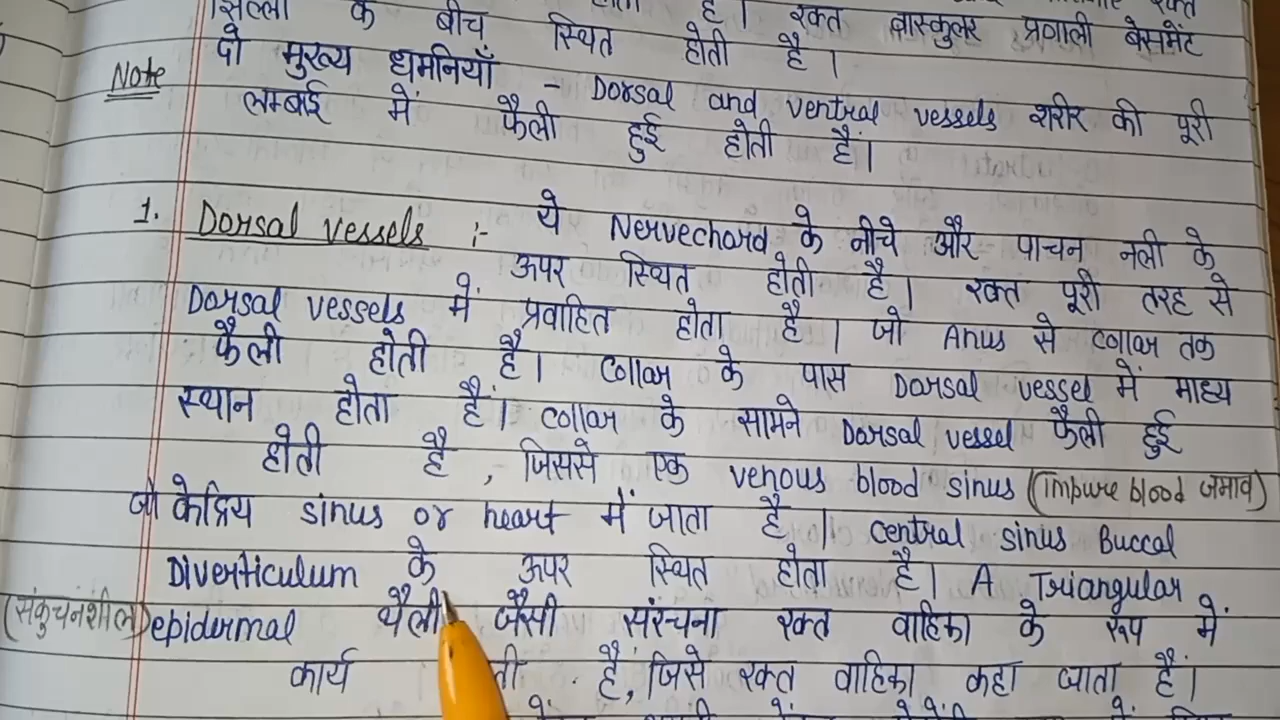 झिल्ली के बीच स्थित होती है। रक्त वास्कुलर प्रणाली बेसमेंट
Note दो मुख्य धमनियाँ - Dorsal and ventral vessels शरीर की पूरी
लम्बाई में फैली हुई होती हैं।
1. Dorsal vessels :- ये Nervechord के नीचे और पाचन नली के
ऊपर स्थित होती है। रक्त पूरी तरह से
Dorsal vessels में प्रवाहित होता है। जो Anus से collar तक
फैली होती है। collar के पास Dorsal vessel में माध्य
स्थान होता हैं। collar के सामने Dorsal vessel फैली हुई
होती है, जिससे एक venous blood sinus (impure blood जमाव)
जो केद्रिय sinus or heart में जाता है। central sinus Buccal
Diverticulum के ऊपर स्थित होता है। A Triangular
(संकुचनशील) epidermal थैली जैसी संरचना रक्त वाहिका के रूप में
कार्य ती है, जिसे रक्त वाहिका कहा जाता हैं।